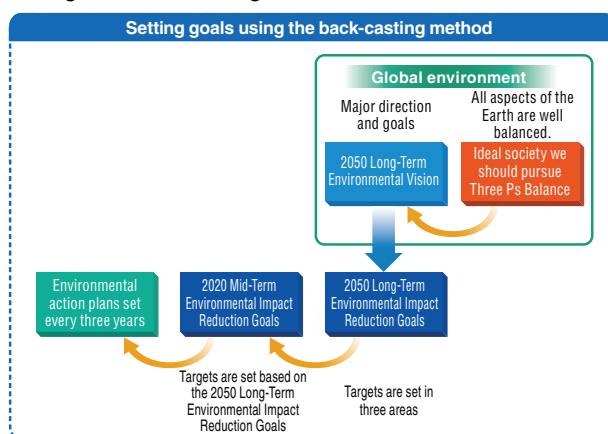 Setting goals using the back-casting method
Global environment
Major direction
and goals
All aspects of the
Earth are well
balanced.
2050 Long-Term
Environmental Vision
Ideal society we
should pursue
Three Ps Balance
Environmental
action plans set
every three years
2020 Mid-Term
Environmental Impact
Reduction Goals
2050 Long-Term
Environmental Impact
Reduction Goals
Targets are set based on
the 2050 Long-Term
Environmental Impact
Reduction Goals
Targets are set in
three areas